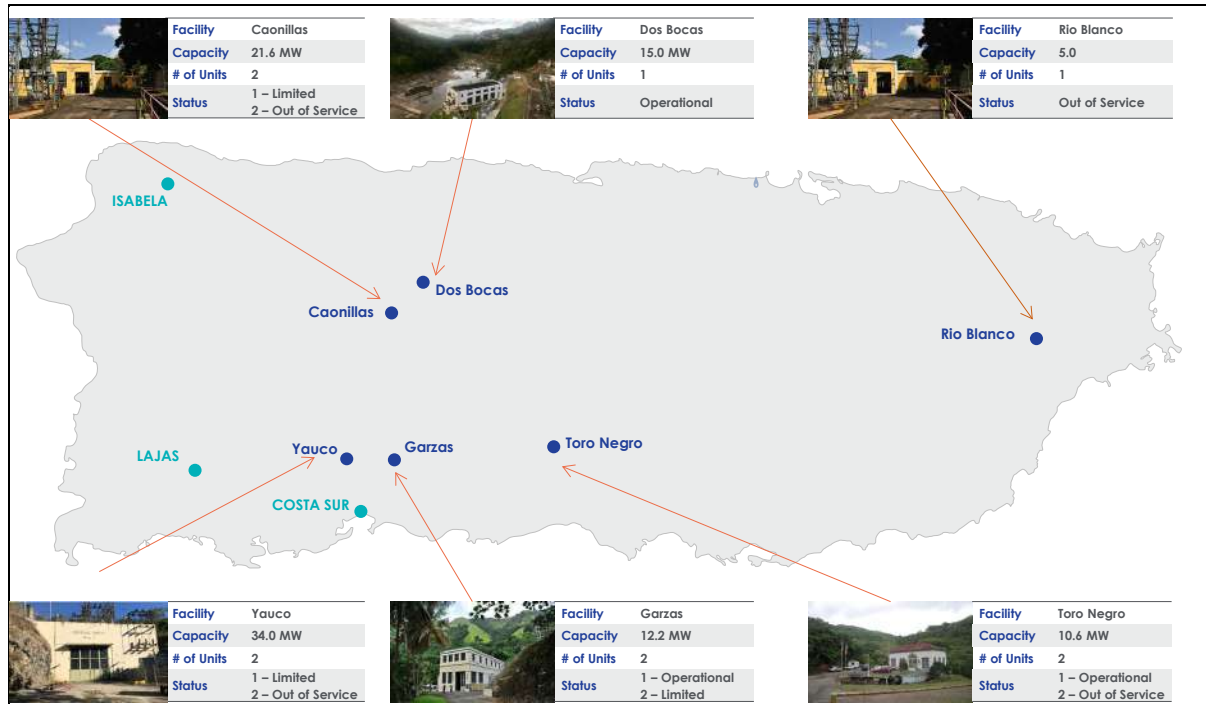 Facility Caonillas
Capacity 21.6 MW
# of Units 2
Status 1 – Limited
2 – Out of Service
Facility Dos Bocas
Capacity 15.0 MW
# of Units 1
Status Operational
Facility Rio Blanco
Capacity 5.0
# of Units 1
Status Out of Service
ISABELA
Dos Bocas
Caonillas
Rio Blanco
Yauco
Garzas
Toro Negro
LAJAS
COSTA SUR
Facility Yauco
Capacity 34.0 MW
# of Units 2
Status 1 – Limited
2 – Out of Service
Facility Garzas
Capacity 12.2 MW
# of Units 2
Status 1 – Operational
2 – Limited
Facility Toro Negro
Capacity 10.6 MW
# of Units 2
Status 1 – Operational
2 – Out of Service